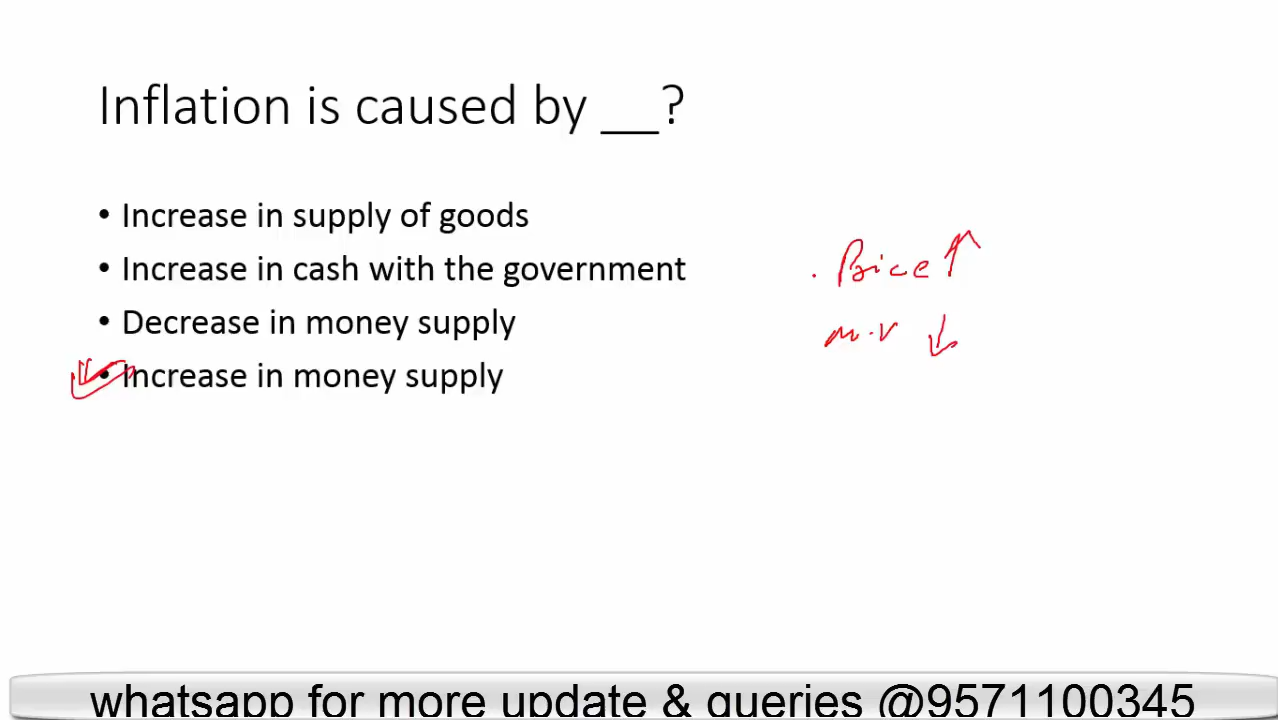 Inflation is caused by __?
• Increase in supply of goods
• Increase in cash with the government
• Decrease in money supply
• Increase in money supply
. Price ↑
m.v ↓
whatsapp for more update & queries @9571100345